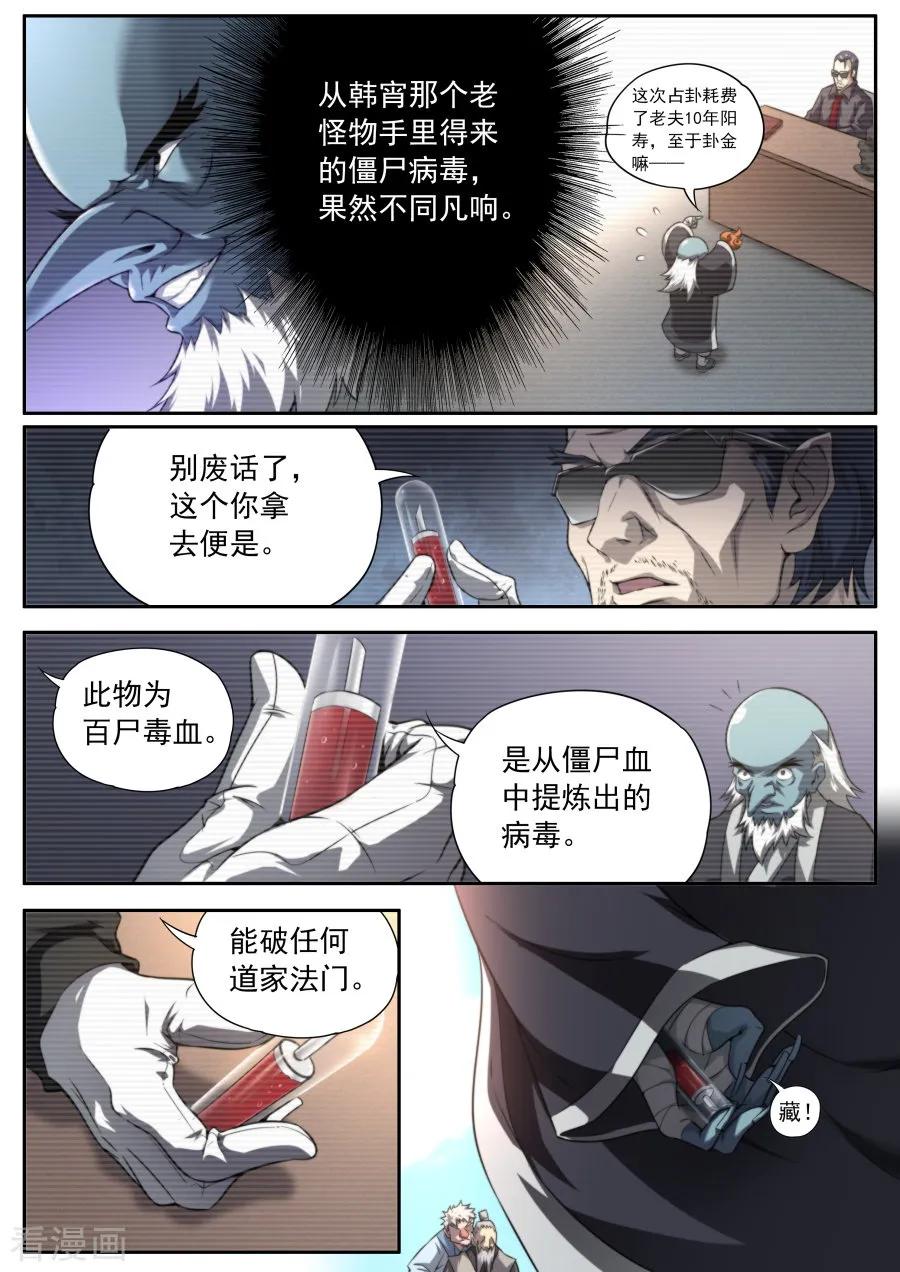 从韩宵那个老
怪物手里得来
的僵尸病毒，
果然不同凡响。
这次占卦耗费
了老夫10年阳
寿，至于卦金
嘛——
别废话了，
这个你拿
去便是。
此物为
百尸毒血。
是从僵尸血
中提炼出的
病毒。
能破任何
道家法门。
藏！
看漫画